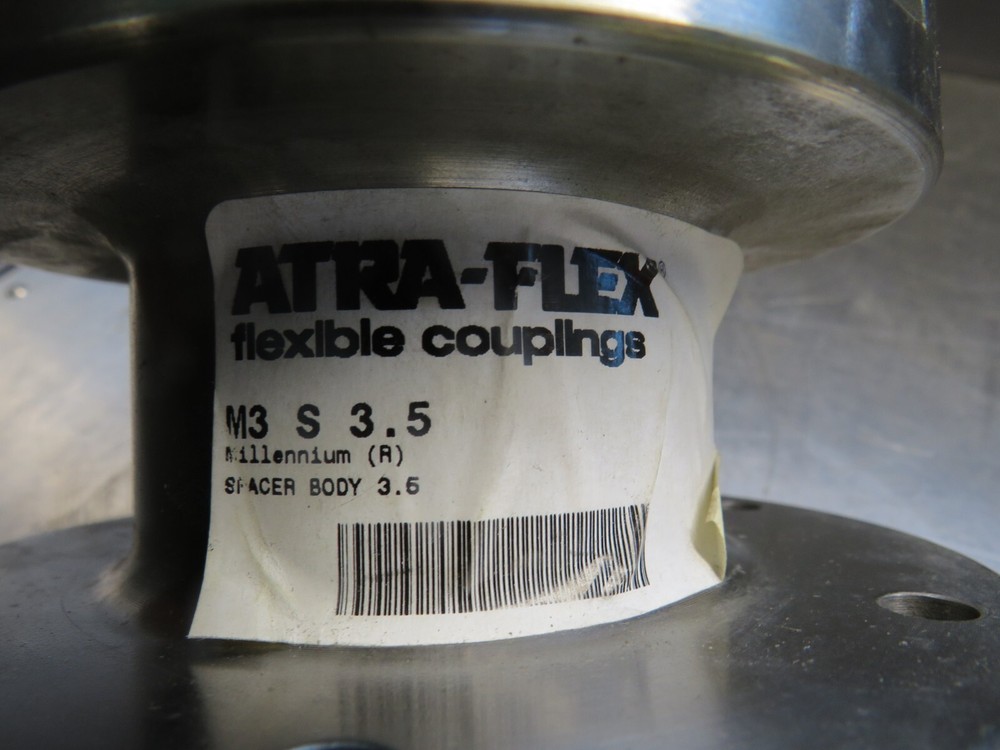 ATRA-FLEX®
flexible couplings
M3 S 3.5
Millennium (R)
SPACER BODY 3.5